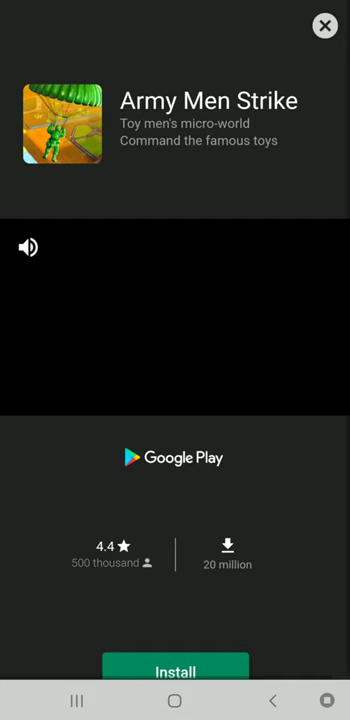 Army Men Strike
Toy men's micro-world
Command the famous toys
Google Play
4.4
500 thousand
20 million
Install